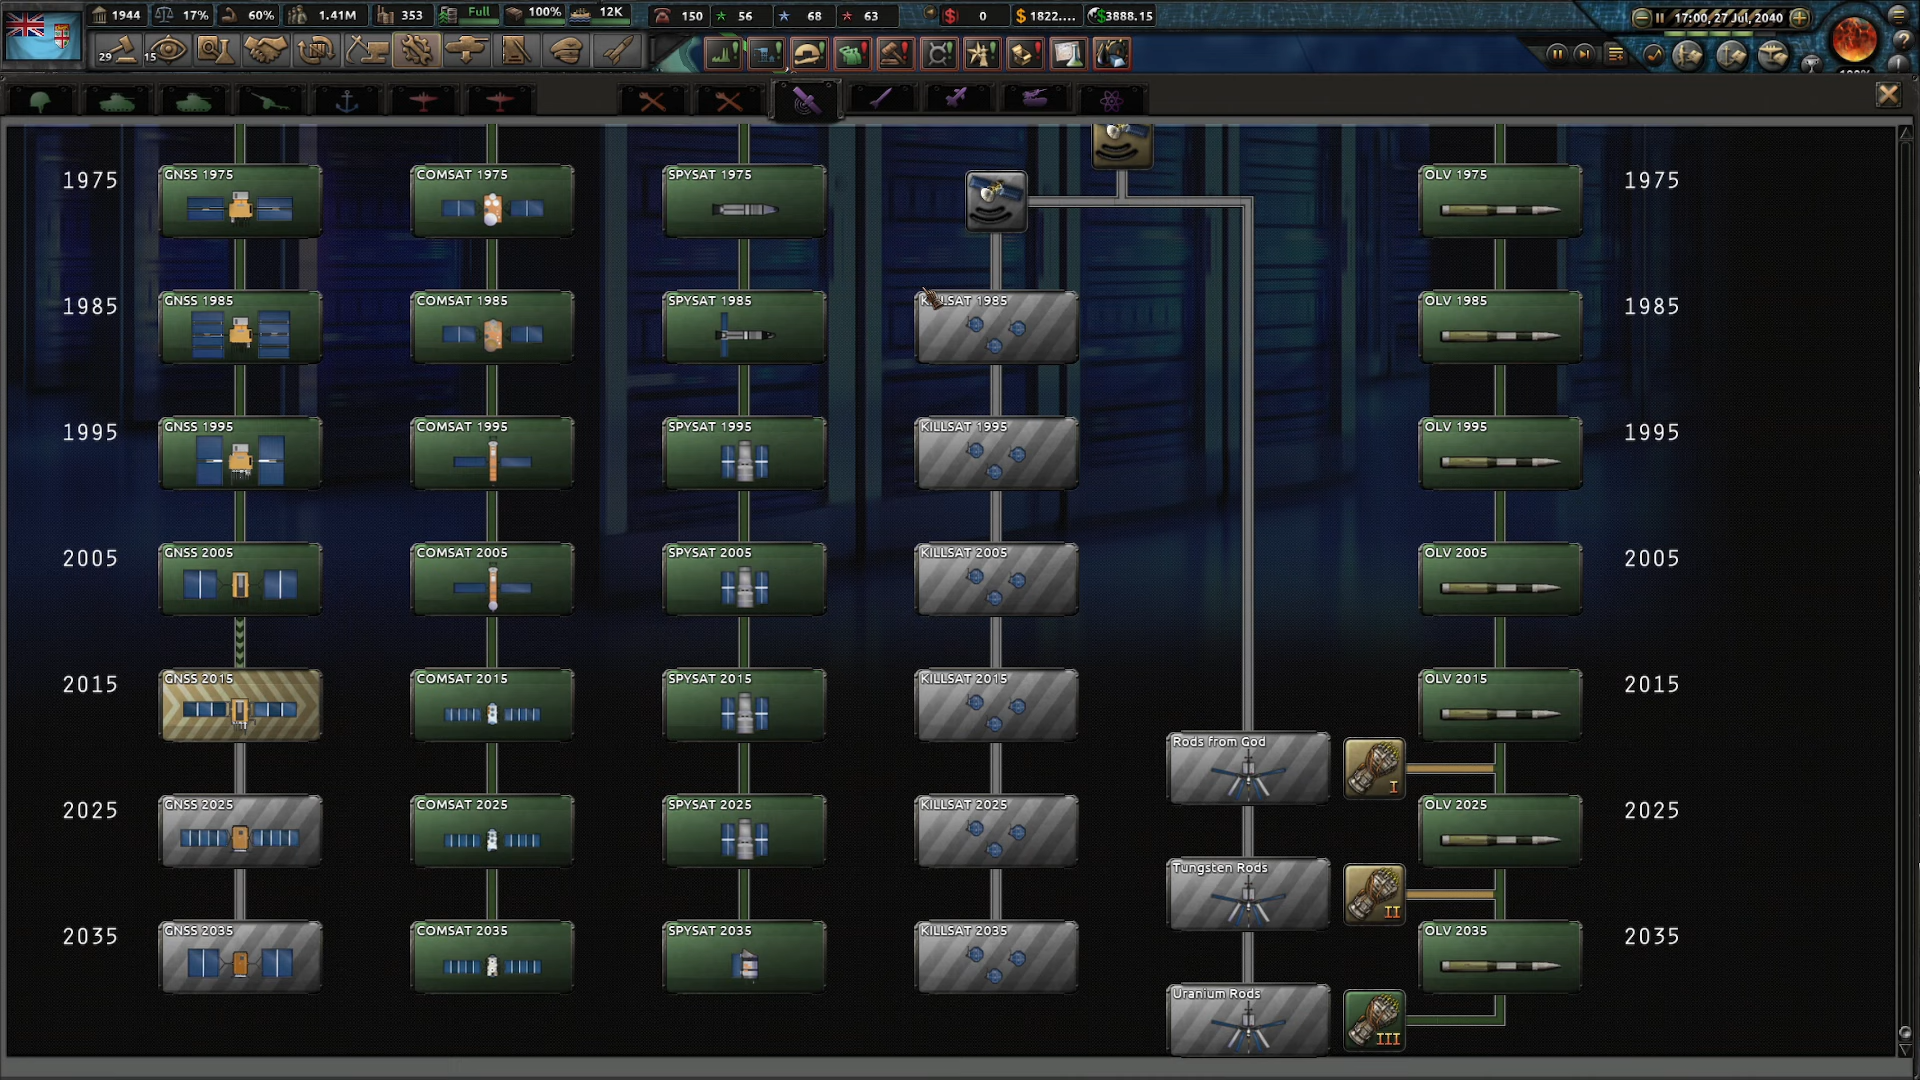 1944 17% 60% 1.41M 353 Full 100% 12K 150 56 68 63 0 1822.... 3888.15 17:00, 27 Jul, 2040
29 15
1975 GNSS 1975 COMSAT 1975 SPYSAT 1975 OLV 1975 1975
1985 GNSS 1985 COMSAT 1985 SPYSAT 1985 KILLSAT 1985 OLV 1985 1985
1995 GNSS 1995 COMSAT 1995 SPYSAT 1995 KILLSAT 1995 OLV 1995 1995
2005 GNSS 2005 COMSAT 2005 SPYSAT 2005 KILLSAT 2005 OLV 2005 2005
2015 GNSS 2015 COMSAT 2015 SPYSAT 2015 KILLSAT 2015 OLV 2015 2015
Rods from God I
2025 GNSS 2025 COMSAT 2025 SPYSAT 2025 KILLSAT 2025 OLV 2025 2025
Tungsten Rods II
2035 GNSS 2035 COMSAT 2035 SPYSAT 2035 KILLSAT 2035 OLV 2035 2035
Uranium Rods III